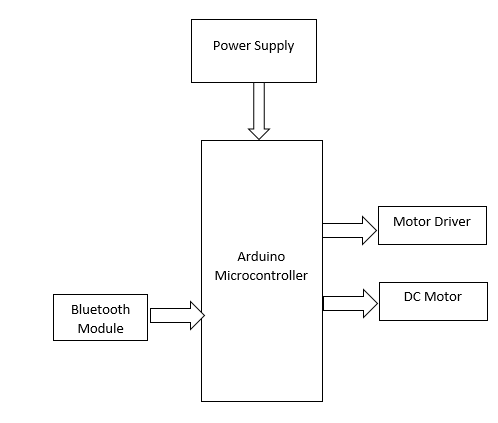 Power Supply
Motor Driver
Arduino
Microcontroller
DC Motor
Bluetooth
Module